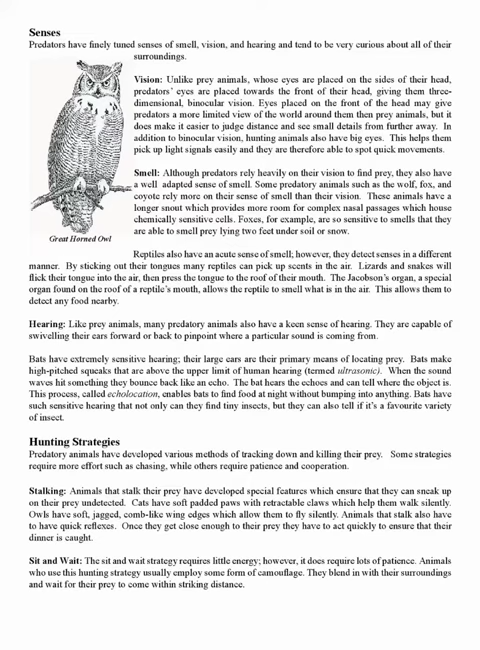 Senses
Predators have finely tuned senses of smell, vision, and hearing and tend to be very curious about all of their
surroundings.
Vision: Unlike prey animals, whose eyes are placed on the sides of their head,
predators' eyes are placed towards the front of their head, giving them three-
dimensional, binocular vision. Eyes placed on the front of the head may give
predators a more limited view of the world around them then prey animals, but it
does make it easier to judge distance and see small details from further away. In
addition to binocular vision, hunting animals also have big eyes. This helps them
pick up light signals easily and they are therefore able to spot quick movements.
Smell: Although predators rely heavily on their vision to find prey, they also have
a well adapted sense of smell. Some predatory animals such as the wolf, fox, and
coyote rely more on their sense of smell than their vision. These animals have a
longer snout which provides more room for complex nasal passages which house
chemically sensitive cells. Foxes, for example, are so sensitive to smells that they
are able to smell prey lying two feet under soil or snow.
Great Horned Owl
Reptiles also have an acute sense of smell; however, they detect senses in a different
manner. By sticking out their tongues many reptiles can pick up scents in the air. Lizards and snakes will
flick their tongue into the air, then press the tongue to the roof of their mouth. The Jacobson's organ, a special
organ found on the roof of a reptile's mouth, allows the reptile to smell what is in the air. This allows them to
detect any food nearby.
Hearing: Like prey animals, many predatory animals also have a keen sense of hearing. They are capable of
swivelling their ears forward or back to pinpoint where a particular sound is coming from.
Bats have extremely sensitive hearing; their large ears are their primary means of locating prey. Bats make
high-pitched squeaks that are above the upper limit of human hearing (termed ultrasonic). When the sound
waves hit something they bounce back like an echo. The bat hears the echoes and can tell where the object is.
This process, called echolocation, enables bats to find food at night without bumping into anything. Bats have
such sensitive hearing that not only can they find tiny insects, but they can also tell if it's a favourite variety
of insect.
Hunting Strategies
Predatory animals have developed various methods of tracking down and killing their prey. Some strategies
require more effort such as chasing, while others require patience and cooperation.
Stalking: Animals that stalk their prey have developed special features which ensure that they can sneak up
on their prey undetected. Cats have soft padded paws with retractable claws which help them walk silently.
Owls have soft, jagged, comb-like wing edges which allow them to fly silently. Animals that stalk also have
to have quick reflexes. Once they get close enough to their prey they have to act quickly to ensure that their
dinner is caught.
Sit and Wait: The sit and wait strategy requires little energy; however, it does require lots of patience. Animals
who use this hunting strategy usually employ some form of camouflage. They blend in with their surroundings
and wait for their prey to come within striking distance.